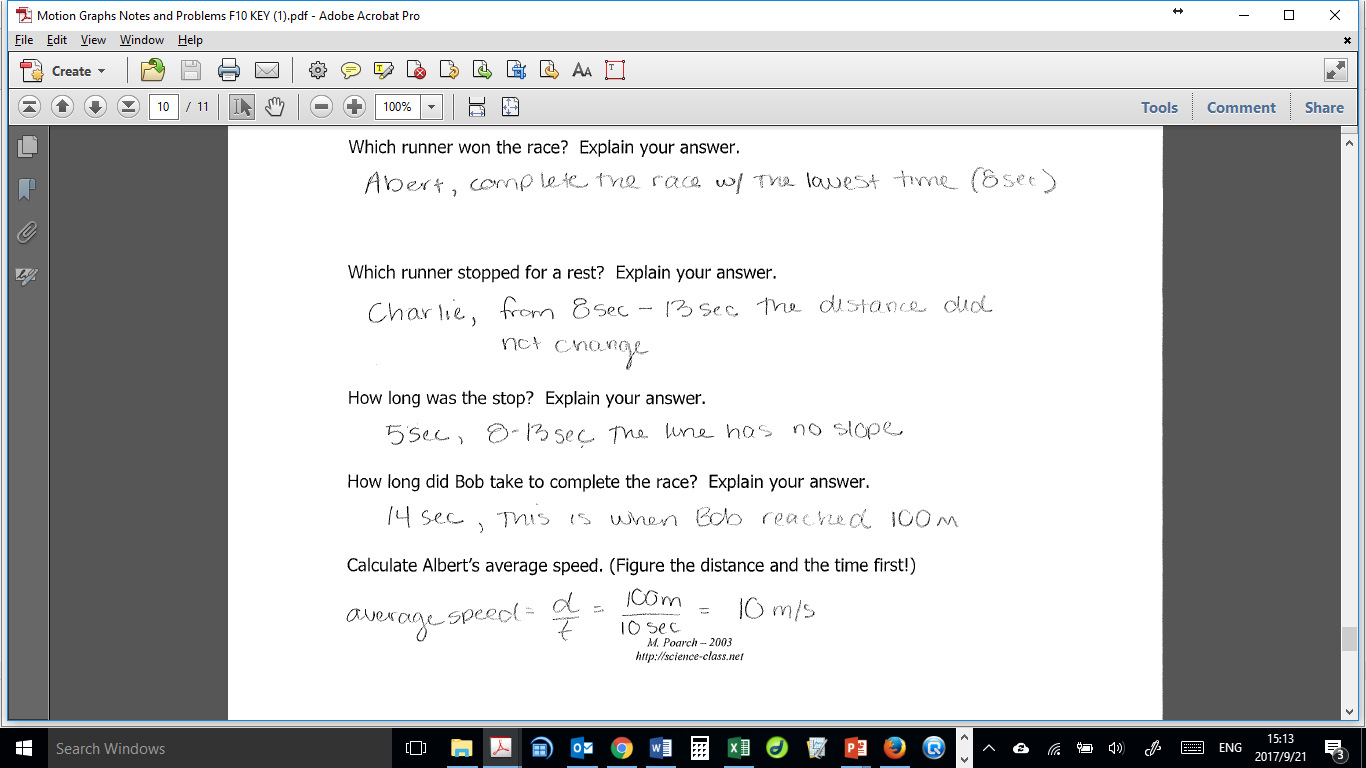 Motion Graphs Notes and Problems F10 KEY (1).pdf - Adobe Acrobat Pro
File Edit View Window Help
Create
10 / 11 100% Tools Comment Share
Which runner won the race? Explain your answer.
Abert, complete the race w/ the lowest time (8sec)
Which runner stopped for a rest? Explain your answer.
Charlie, from 8sec - 13sec the distance did
not change
How long was the stop? Explain your answer.
5sec, 8-13sec the line has no slope
How long did Bob take to complete the race? Explain your answer.
14 sec, This is when Bob reached 100m
Calculate Albert's average speed. (Figure the distance and the time first!)
average speed = d/t = 100m/10 sec = 10 m/s
M. Poarch – 2003
http://science-class.net
Search Windows
ENG
15:13
2017/9/21
3